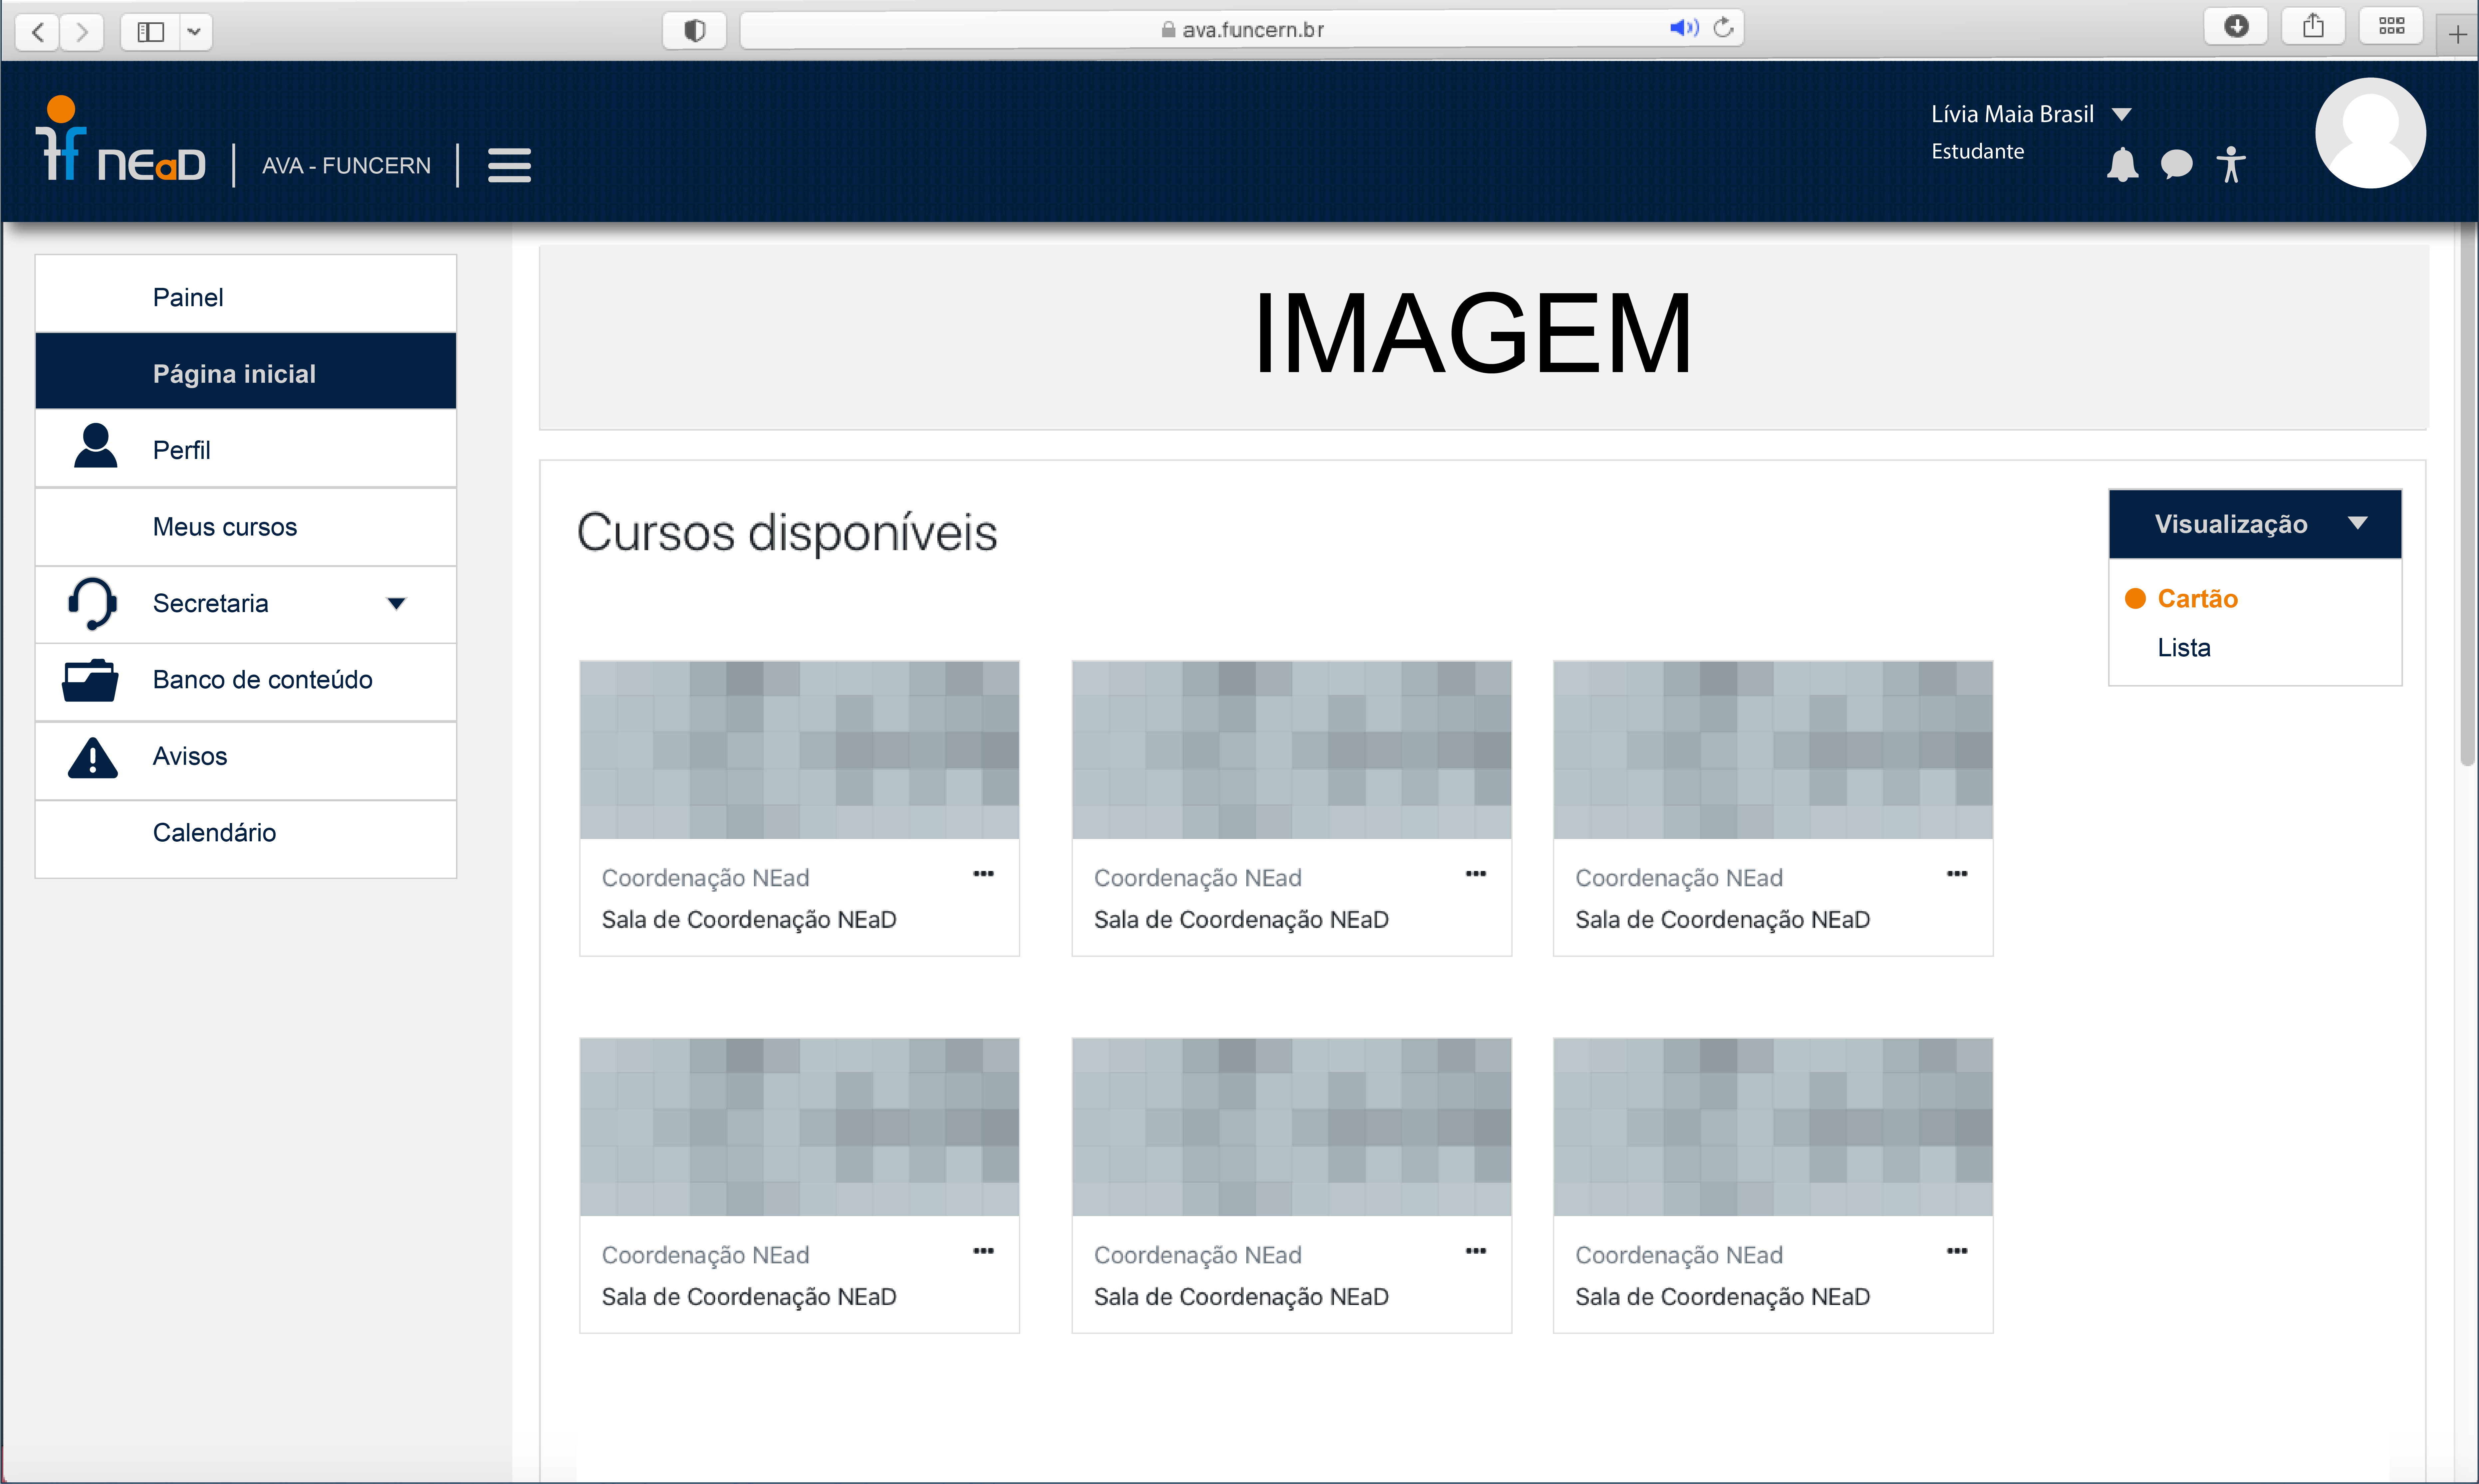 ava.funcern.br
NEaD
AVA - FUNCERN
Lívia Maia Brasil
Estudante
Painel
Página inicial
Perfil
Meus cursos
Secretaria
Banco de conteúdo
Avisos
Calendário
IMAGEM
Cursos disponíveis
Visualização
Cartão
Lista
Coordenação NEad
Sala de Coordenação NEaD
Coordenação NEad
Sala de Coordenação NEaD
Coordenação NEad
Sala de Coordenação NEaD
Coordenação NEad
Sala de Coordenação NEaD
Coordenação NEad
Sala de Coordenação NEaD
Coordenação NEad
Sala de Coordenação NEaD